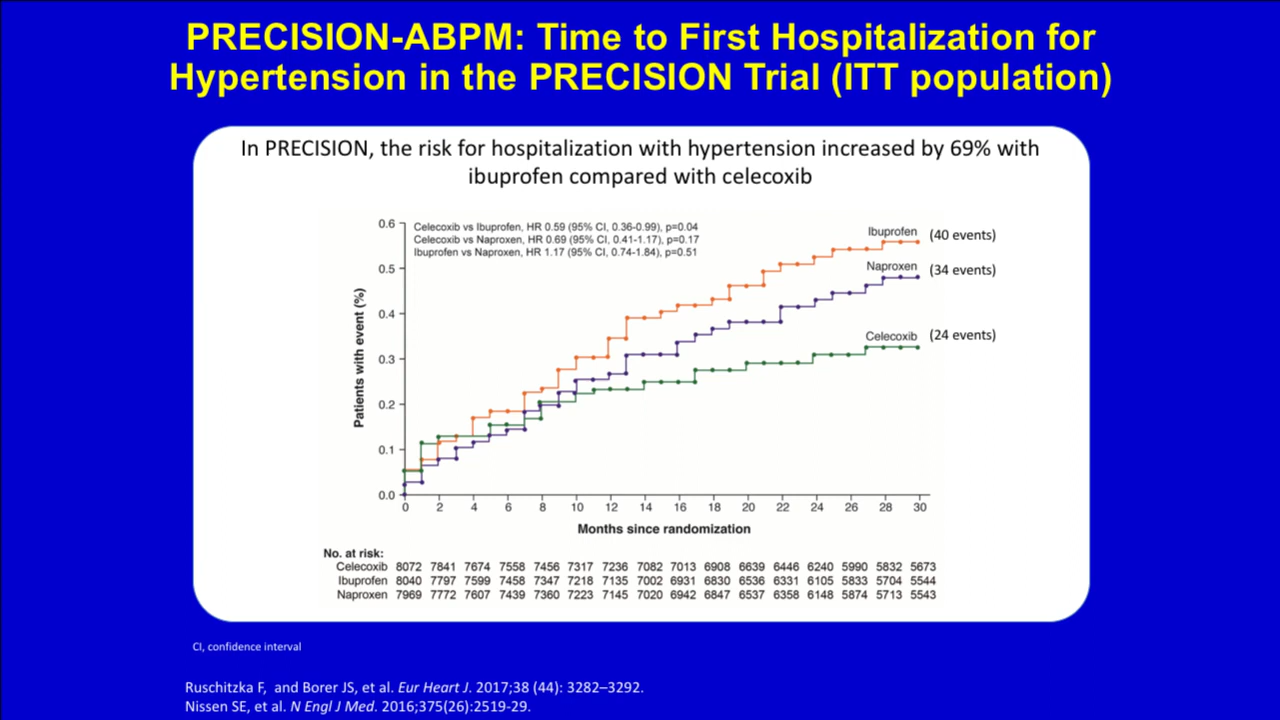 PRECISION-ABPM: Time to First Hospitalization for
Hypertension in the PRECISION Trial (ITT population)
In PRECISION, the risk for hospitalization with hypertension increased by 69% with
ibuprofen compared with celecoxib
Celecoxib vs Ibuprofen, HR 0.59 (95% CI, 0.36-0.99), p=0.04
Celecoxib vs Naproxen, HR 0.69 (95% CI, 0.41-1.17), p=0.17
Ibuprofen vs Naproxen, HR 1.17 (95% CI, 0.74-1.84), p=0.51
Patients with event (%)
0.6
0.5
0.4
0.3
0.2
0.1
0.0
Ibuprofen (40 events)
Naproxen (34 events)
Celecoxib (24 events)
0 2 4 6 8 10 12 14 16 18 20 22 24 26 28 30
Months since randomization
No. at risk:
Celecoxib 8072 7841 7674 7558 7456 7317 7236 7082 7013 6908 6639 6446 6240 5990 5832 5673
Ibuprofen 8040 7797 7599 7458 7347 7218 7135 7002 6931 6830 6536 6331 6105 5833 5704 5544
Naproxen 7969 7772 7607 7439 7360 7223 7145 7020 6942 6847 6537 6358 6148 5874 5713 5543
CI, confidence interval
Ruschitzka F, and Borer JS, et al. Eur Heart J. 2017;38 (44): 3282–3292.
Nissen SE, et al. N Engl J Med. 2016;375(26):2519-29.